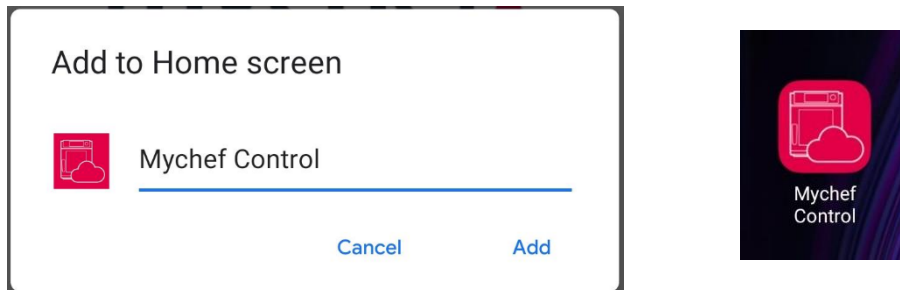 Add to Home screen
Mychef Control
Cancel Add
Mychef
Control